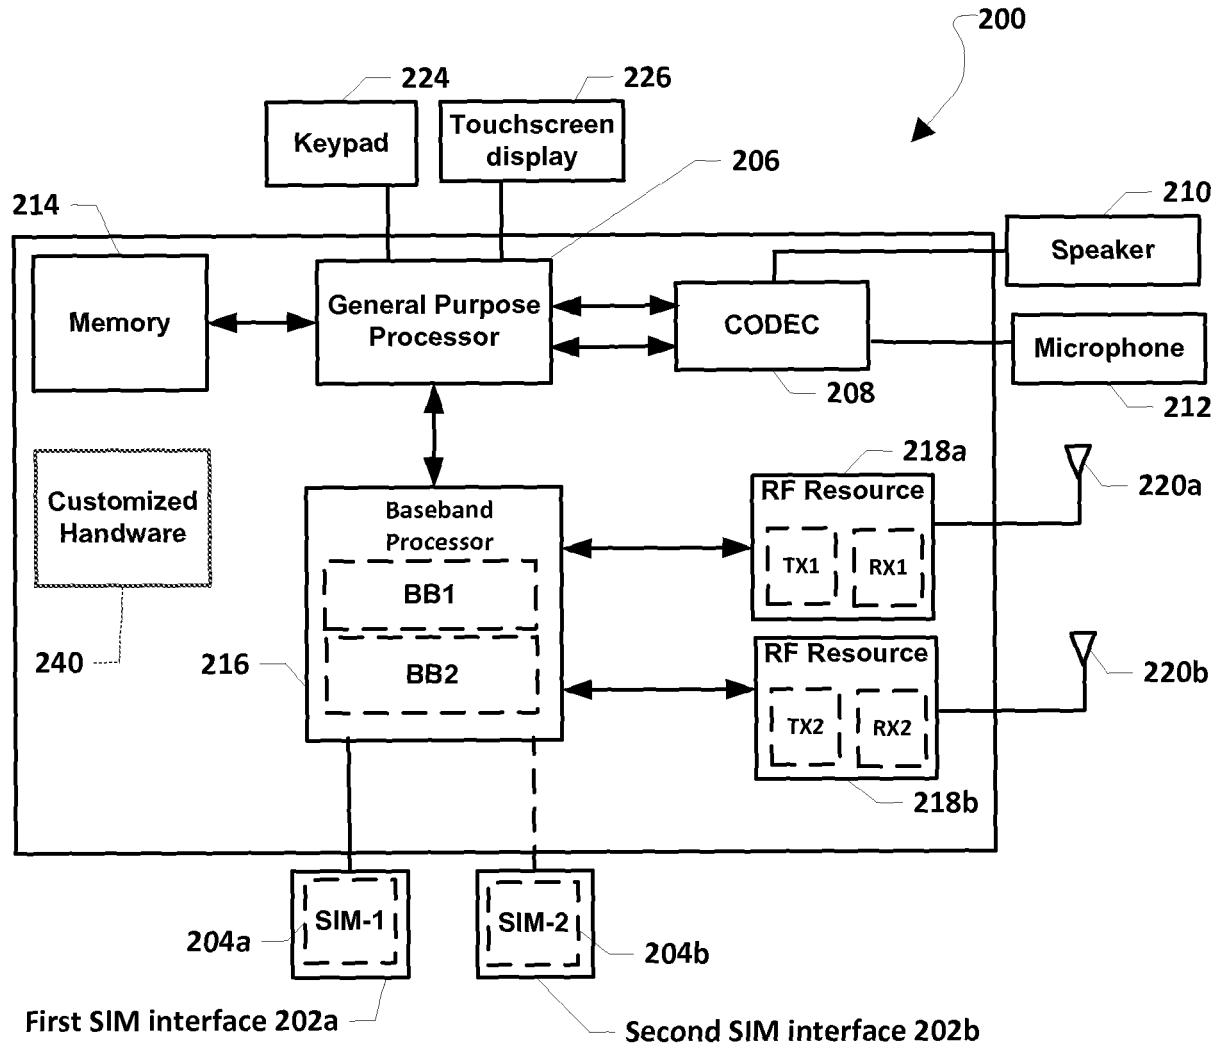 200
224
226
Keypad
Touchscreen
display
206
214
210
Speaker
Memory
General Purpose
Processor
CODEC
Microphone
208
212
218a
Customized
Hardware
Baseband
Processor
RF Resource
220a
TX1
RX1
BB1
240
216
BB2
RF Resource
220b
TX2
RX2
218b
SIM-1
SIM-2
204a
204b
First SIM interface 202a
Second SIM interface 202b